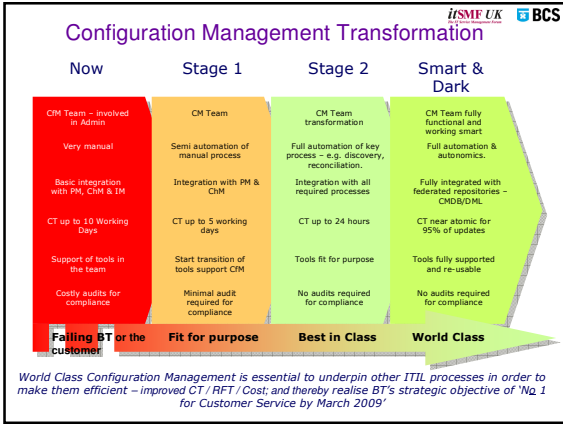 itSMF UK
The IT Service Management Forum
BCS
Configuration Management Transformation
Now
Stage 1
Stage 2
Smart &
Dark
CfM Team – involved
in Admin
Very manual
Basic integration
with PM, ChM & IM
CT up to 10 Working
Days
Support of tools in
the team
Costly audits for
compliance
CM Team
Semi automation of
manual process
Integration with PM &
ChM
CT up to 5 working
days
Start transition of
tools support CfM
Minimal audit
required for
compliance
CM Team
transformation
Full automation of key
process – e.g. discovery,
reconciliation.
Integration with all
required processes
CT up to 24 hours
Tools fit for purpose
No audits required
for compliance
CM Team fully
functional and
working smart
Full automation &
autonomics.
Fully integrated with
federated repositories –
CMDB/DML
CT near atomic for
95% of updates
Tools fully supported
and re-usable
No audits required
for compliance
Failing BT or the
customer
Fit for purpose
Best in Class
World Class
World Class Configuration Management is essential to underpin other ITIL processes in order to
make them efficient – improved CT / RFT / Cost; and thereby realise BT’s strategic objective of ‘No 1
for Customer Service by March 2009’